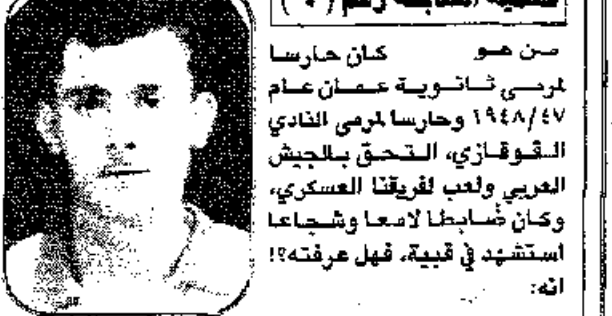 من هو كان حارسا
لمرمى ثانوية عمان عام
١٩٤٨/٤٧ وحارسا لمرمى النادي
القوقازي، التحق بالجيش
العربي ولعب لفريقنا العسكري،
وكان ضابطا لامعا وشجاعا
استشهد في قبية، فهل عرفته؟!
انه: